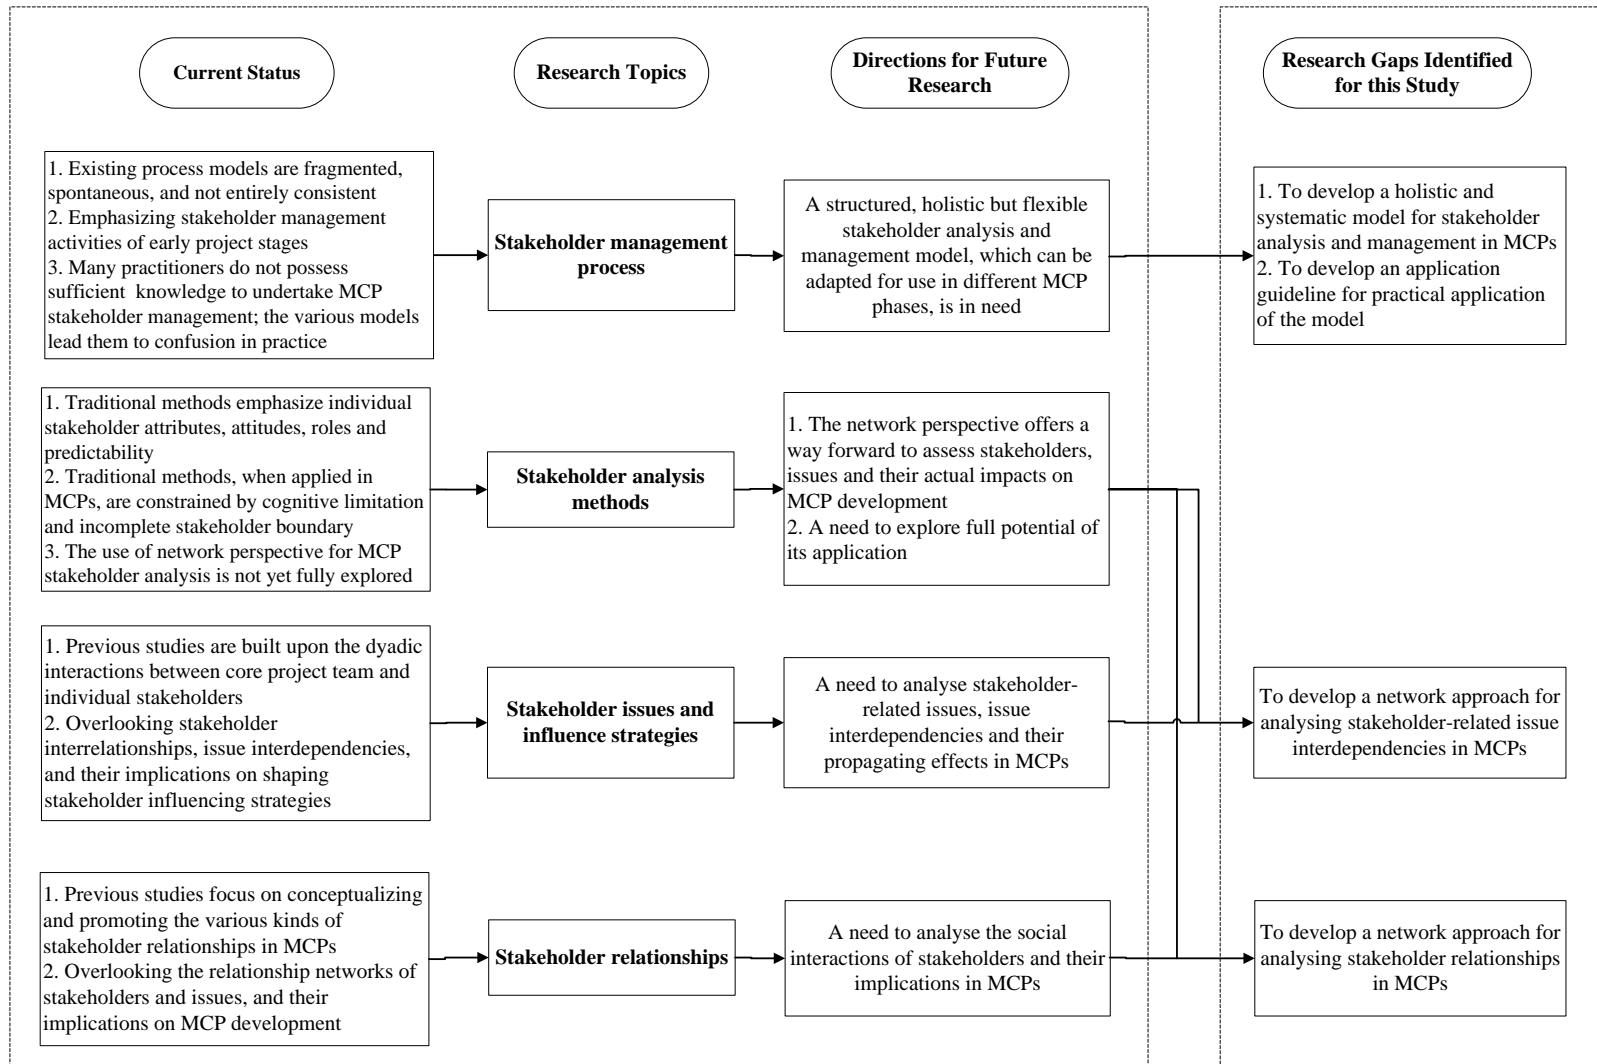 Current Status
Research Topics
Directions for Future
Research
Research Gaps Identified
for this Study
1. Existing process models are fragmented,
spontaneous, and not entirely consistent
2. Emphasizing stakeholder management
activities of early project stages
3. Many practitioners do not possess
sufficient  knowledge to undertake MCP
stakeholder management; the various models
lead them to confusion in practice
Stakeholder management
process
A structured, holistic but flexible
stakeholder analysis and
management model, which can be
adapted for use in different MCP
phases, is in need
1. To develop a holistic and
systematic model for stakeholder
analysis and management in MCPs
2. To develop an application
guideline for practical application
of the model
1. Traditional methods emphasize individual
stakeholder attributes, attitudes, roles and
predictability
2. Traditional methods, when applied in
MCPs, are constrained by cognitive limitation
and incomplete stakeholder boundary
3. The use of network perspective for MCP
stakeholder analysis is not yet fully explored
Stakeholder analysis
methods
1. The network perspective offers a
way forward to assess stakeholders,
issues and their actual impacts on
MCP development
2. A need to explore full potential of
its application
1. Previous studies are built upon the dyadic
interactions between core project team and
individual stakeholders
2. Overlooking stakeholder
interrelationships, issue interdependencies,
and their implications on shaping
stakeholder influencing strategies
Stakeholder issues and
influence strategies
A need to analyse stakeholder-
related issues, issue
interdependencies and their
propagating effects in MCPs
To develop a network approach for
analysing stakeholder-related issue
interdependencies in MCPs
1. Previous studies focus on conceptualizing
and promoting the various kinds of
stakeholder relationships in MCPs
2. Overlooking the relationship networks of
stakeholders and issues, and their
implications on MCP development
Stakeholder relationships
A need to analyse the social
interactions of stakeholders and their
implications in MCPs
To develop a network approach for
analysing stakeholder relationships
in MCPs